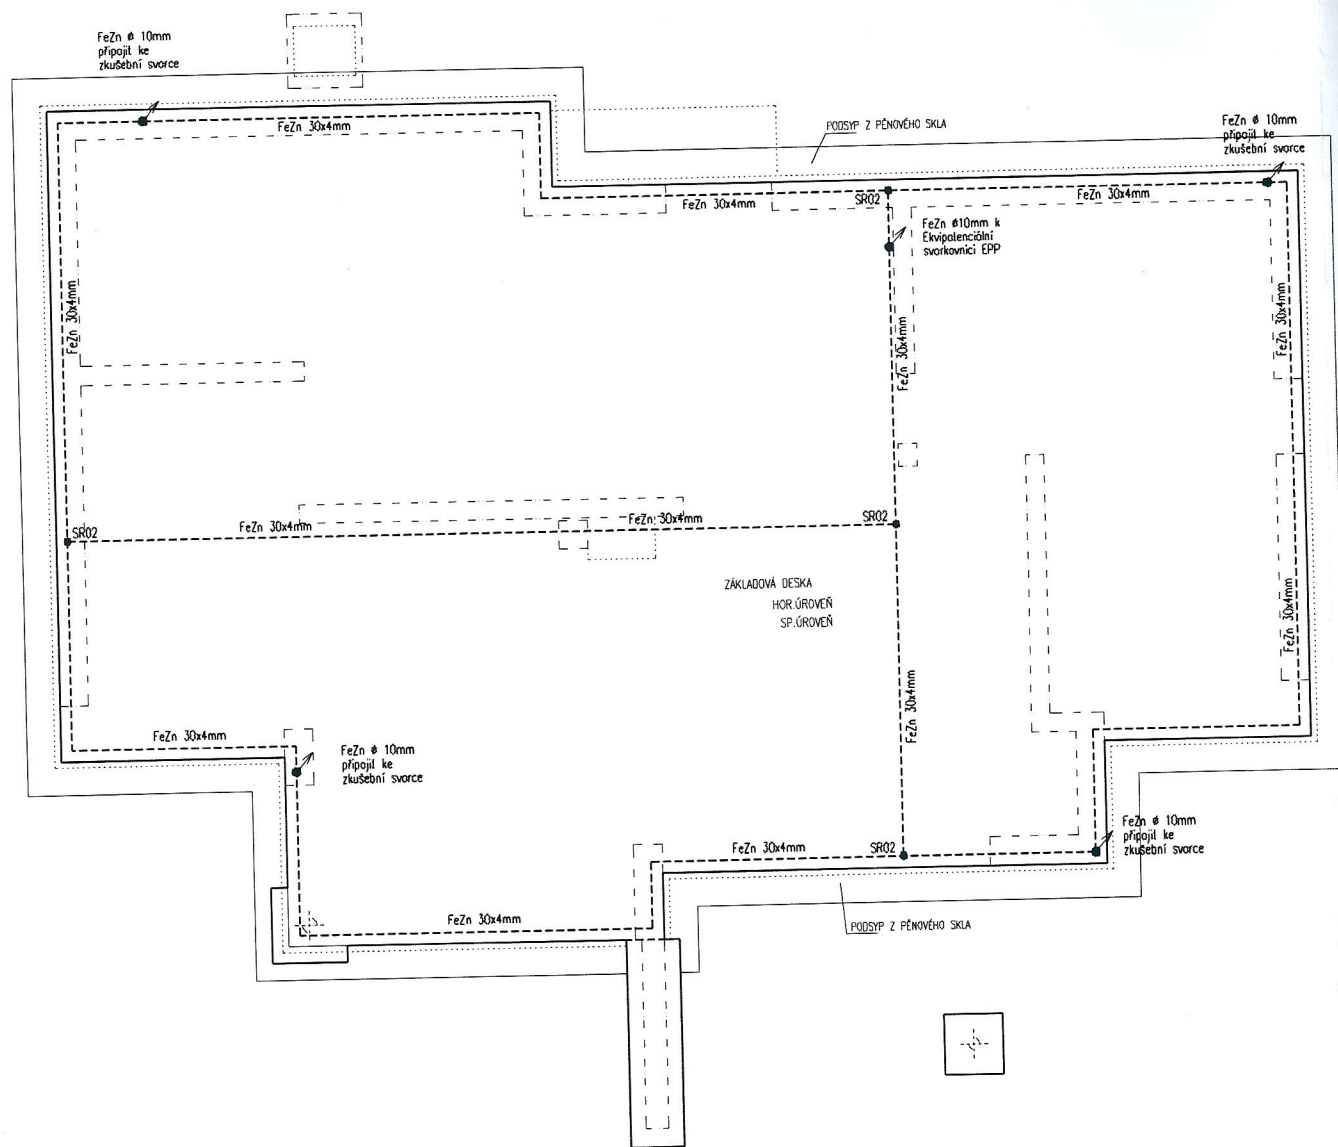 FeZn ø 10mm
připojit ke
zkušební svorce
FeZn 30x4mm
PODSYP Z PĚNOVÉHO SKLA
FeZn ø 10mm
připojit ke
zkušební svorce
FeZn 30x4mm
SR02
FeZn 30x4mm
FeZn ø10mm k
Ekvipotenciální
svorkovnici EPP
FeZn 30x4mm
FeZn 30x4mm
FeZn 30x4mm
SR02
FeZn 30x4mm
FeZn 30x4mm
SR02
ZÁKLADOVÁ DESKA
HOR.ÚROVEŇ
SP.ÚROVEŇ
FeZn 30x4mm
FeZn 30x4mm
FeZn 30x4mm
FeZn ø 10mm
připojit ke
zkušební svorce
FeZn 30x4mm
SR02
FeZn ø 10mm
připojit ke
zkušební svorce
FeZn 30x4mm
PODSYP Z PĚNOVÉHO SKLA